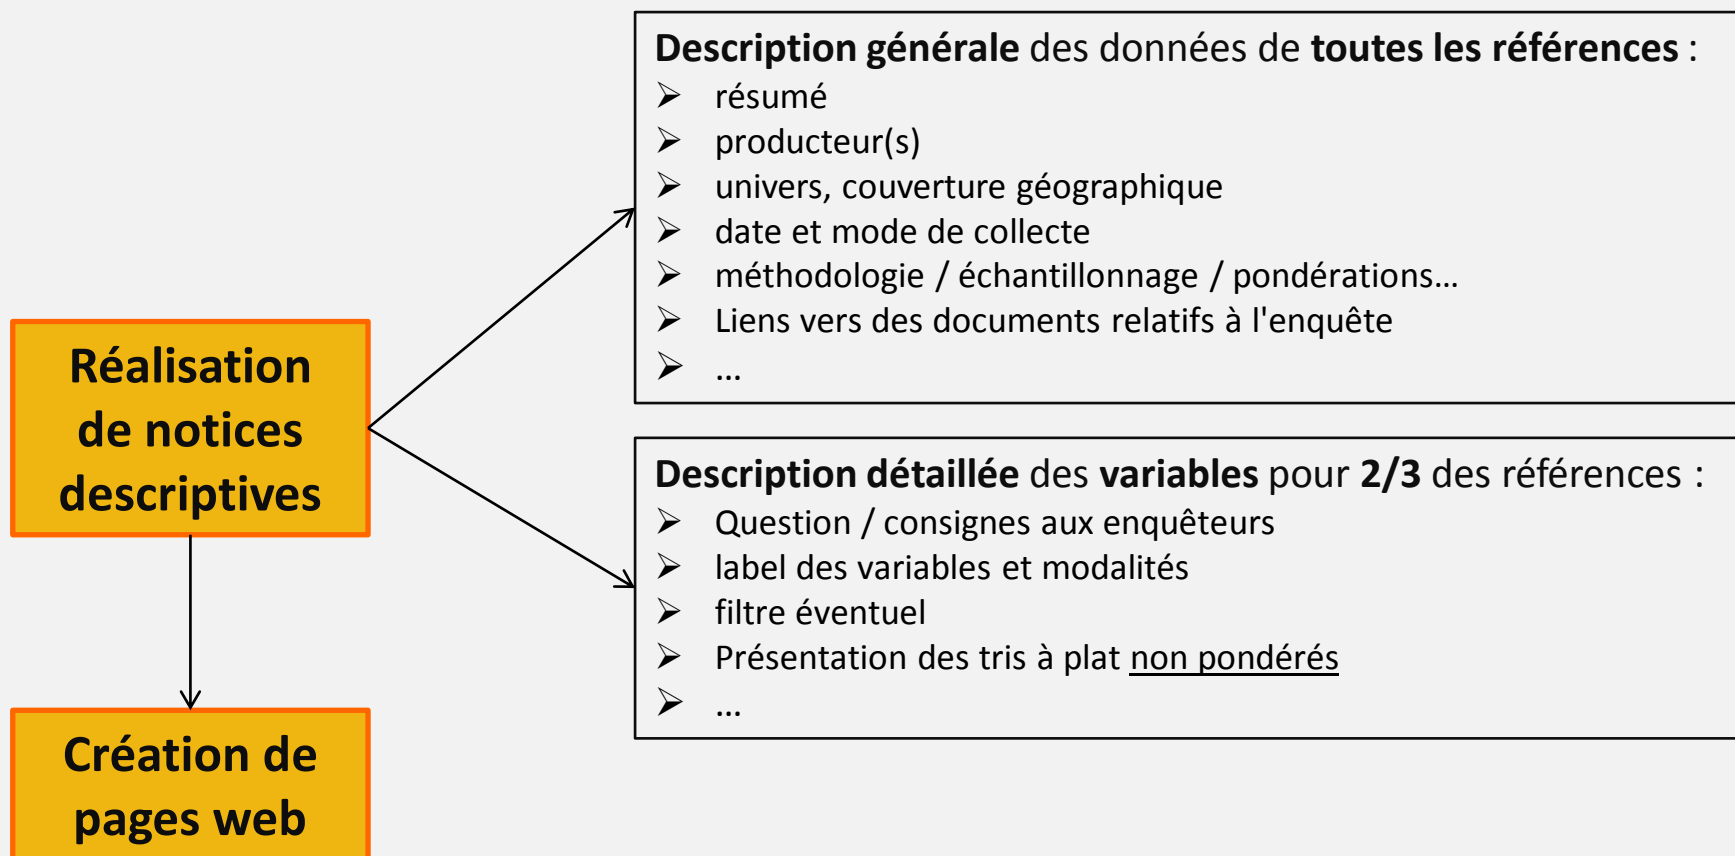 Description générale des données de toutes les références :
➢ résumé
➢ producteur(s)
➢ univers, couverture géographique
➢ date et mode de collecte
➢ méthodologie / échantillonnage / pondérations...
➢ Liens vers des documents relatifs à l'enquête
➢ ...
Réalisation
de notices
descriptives
Description détaillée des variables pour 2/3 des références :
➢ Question / consignes aux enquêteurs
➢ label des variables et modalités
➢ filtre éventuel
➢ Présentation des tris à plat non pondérés
➢ ...
Création de
pages web